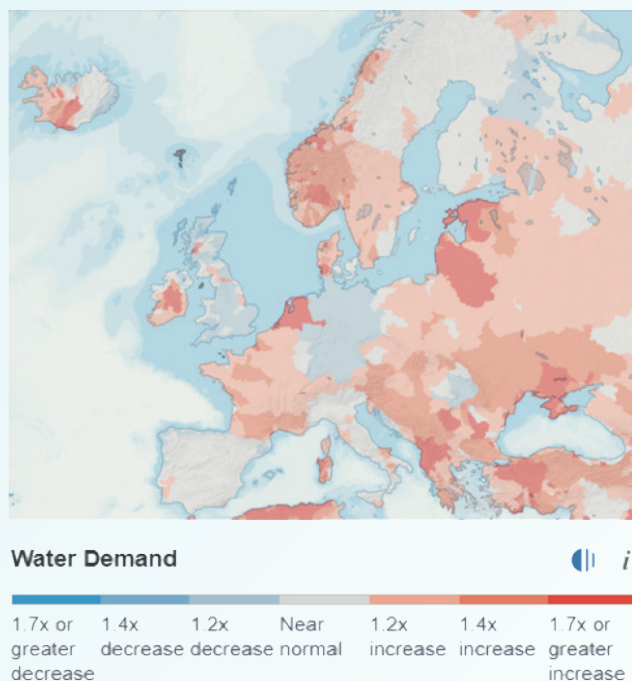 Water Demand i
1.7x or 1.4x 1.2x Near 1.2x 1.4x 1.7x or
greater decrease decrease normal increase increase greater
decrease increase